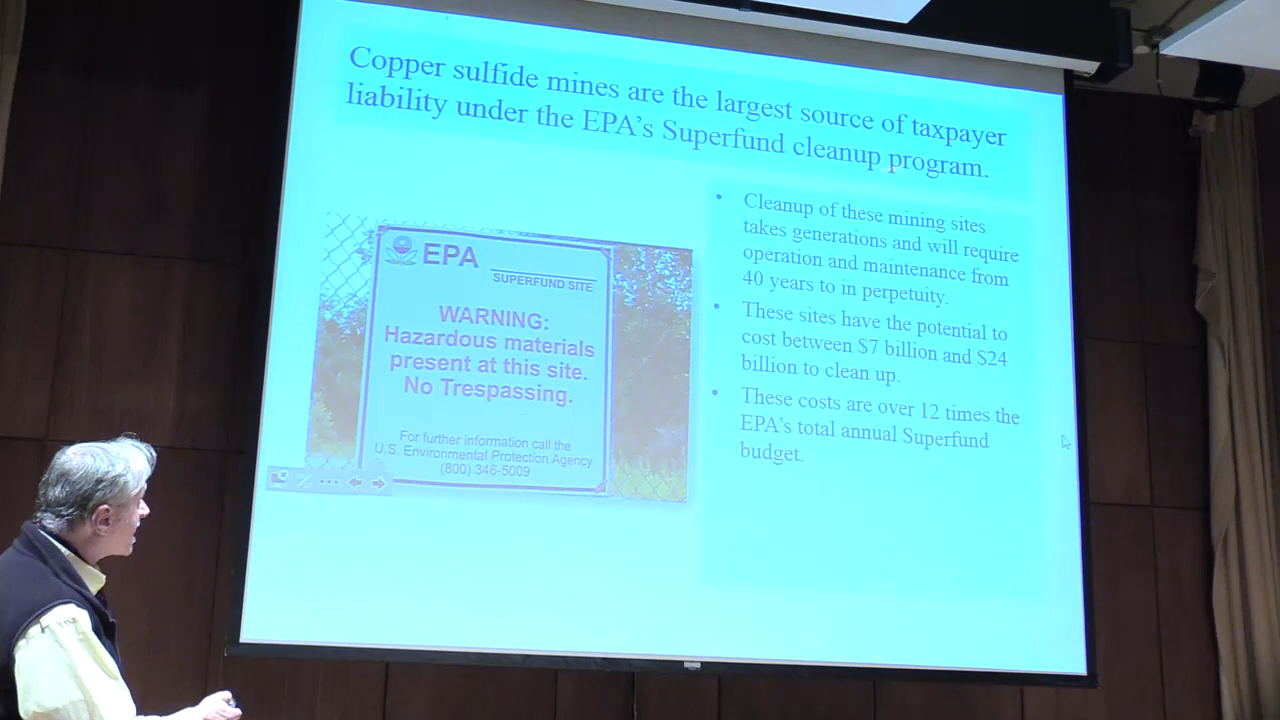 Copper sulfide mines are the largest source of taxpayer
liability under the EPA's Superfund cleanup program.
EPA
SUPERFUND SITE
WARNING:
Hazardous materials
present at this site.
No Trespassing.
For further information call the
U.S. Environmental Protection Agency
(800) 346-5009
• Cleanup of these mining sites
takes generations and will require
operation and maintenance from
40 years to in perpetuity.
• These sites have the potential to
cost between $7 billion and $24
billion to clean up.
• These costs are over 12 times the
EPA's total annual Superfund
budget.